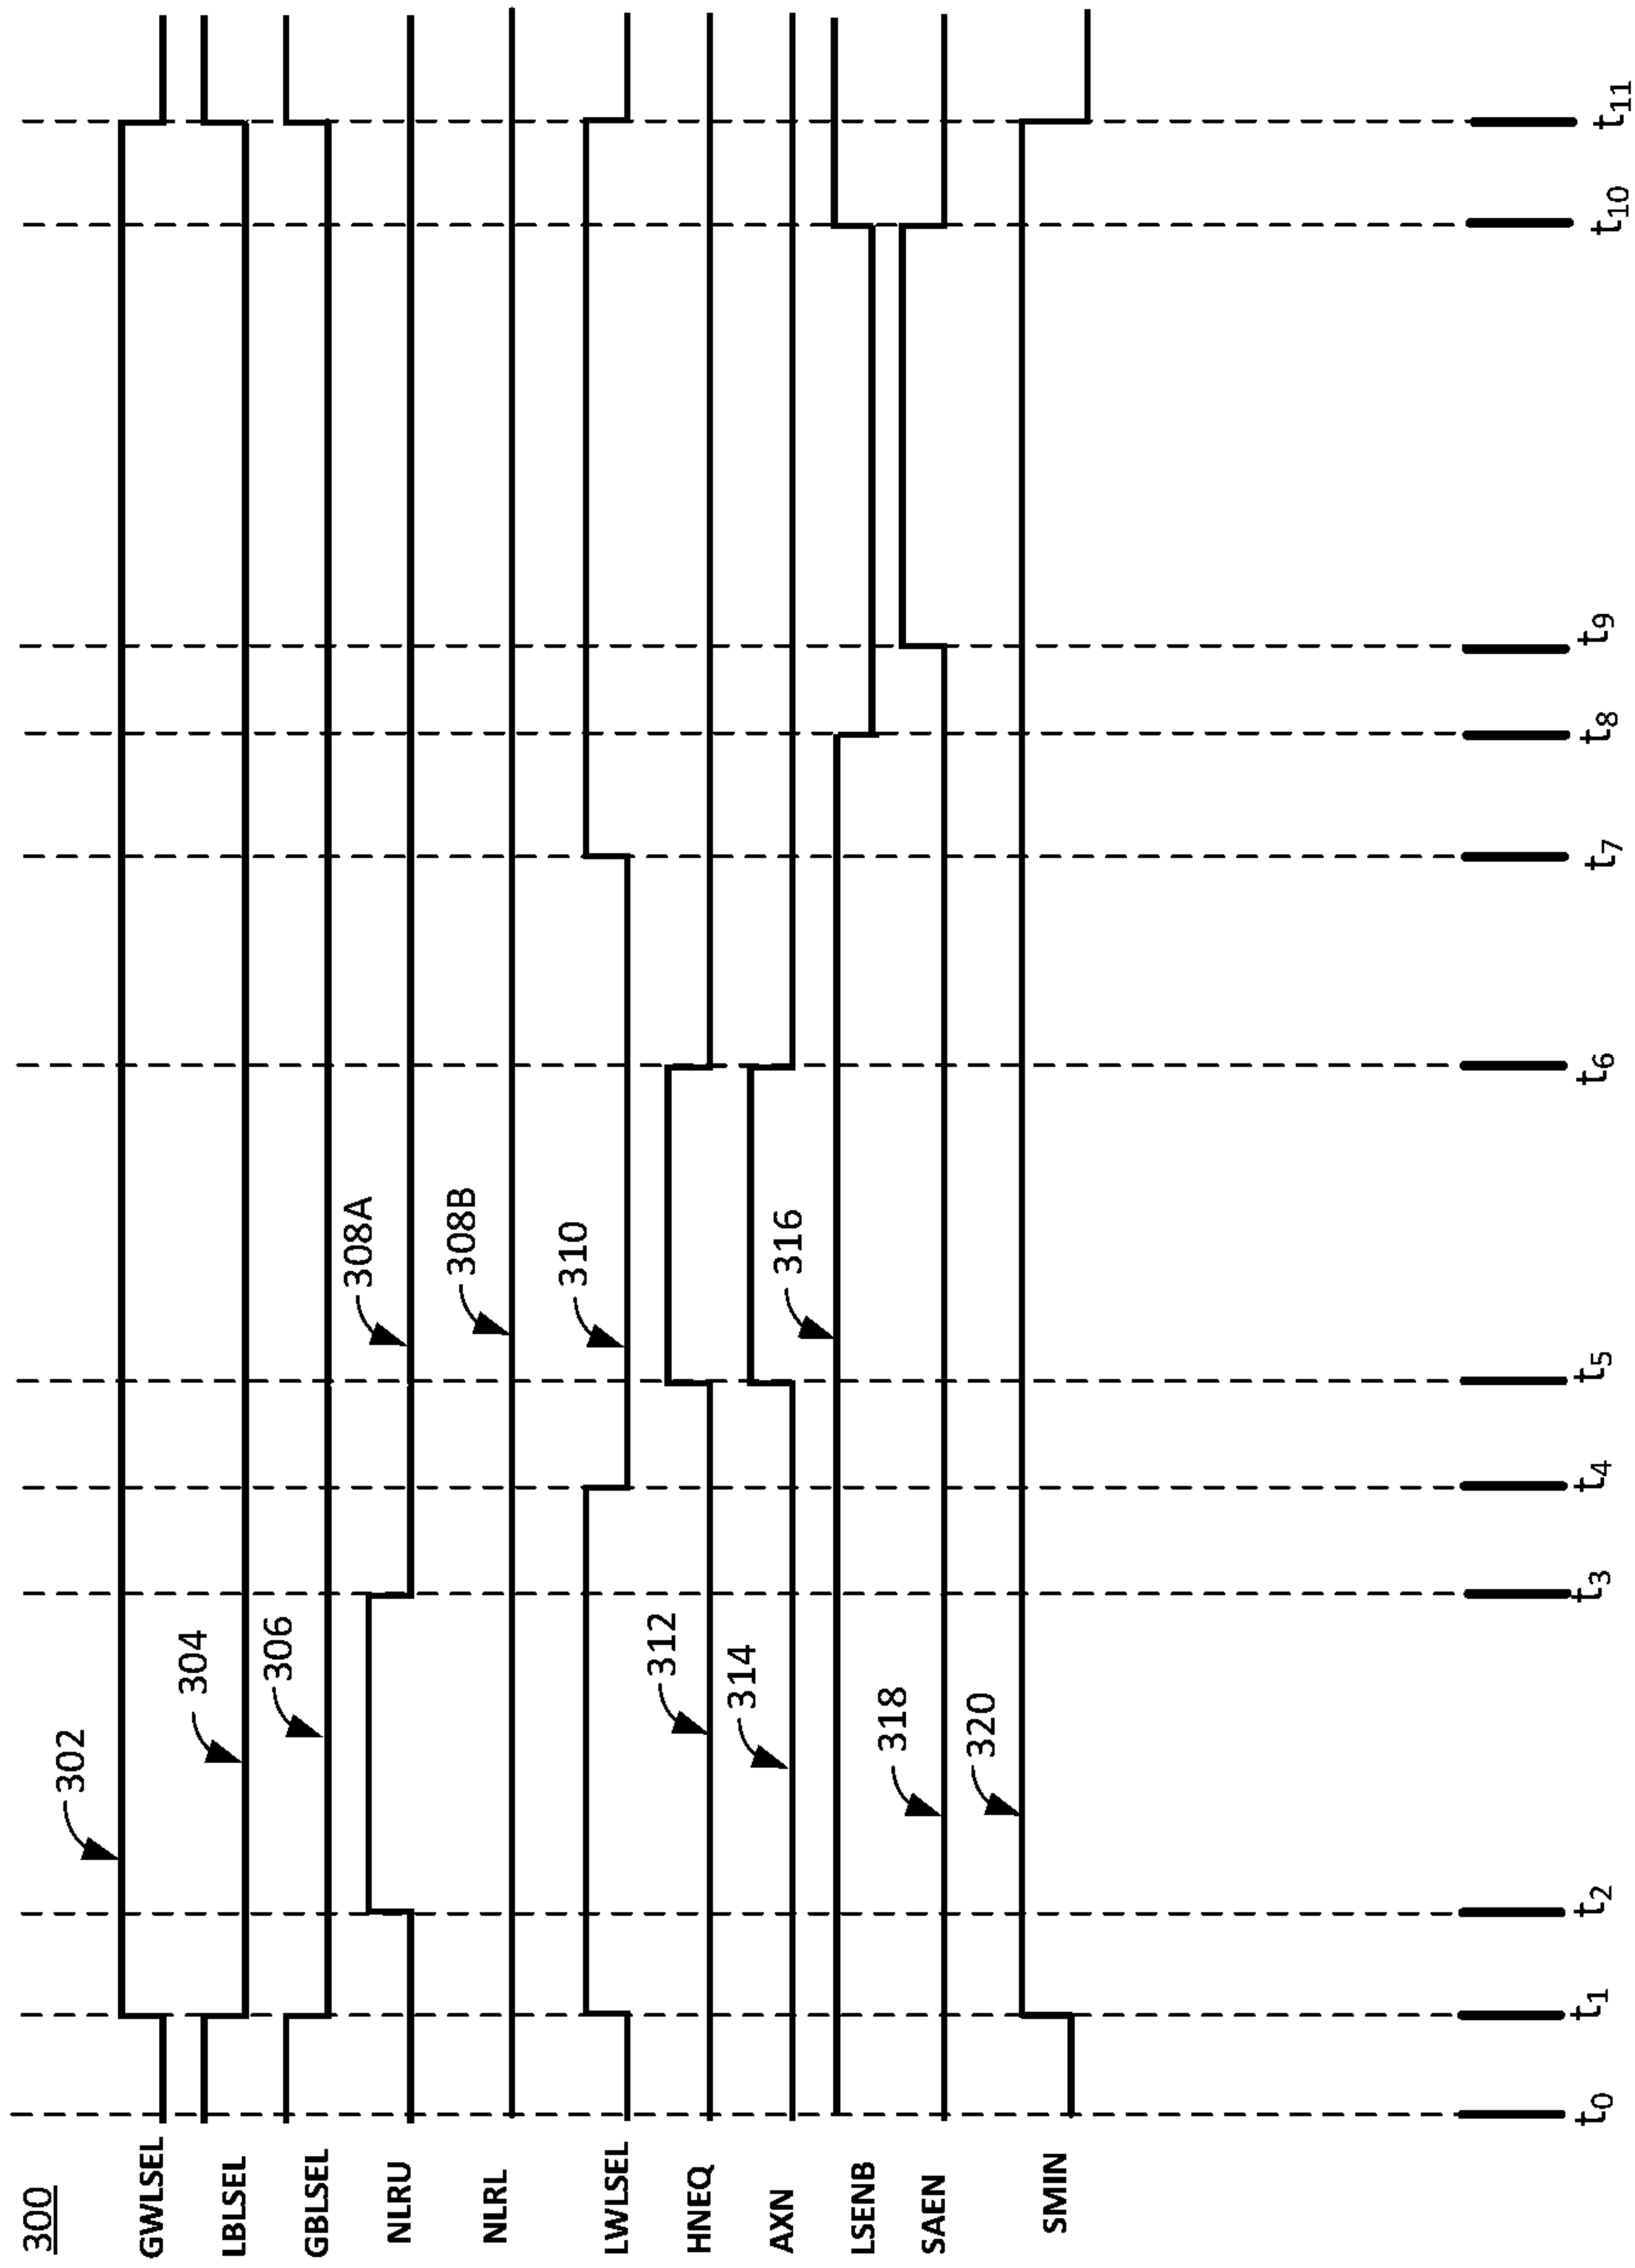 300
GWLSEL
302
LBLSEL
304
GBLSEL
306
NLRU
308A
NLRL
308B
LWLSEL
310
HNEQ
312
AXN
314
LSENB
316
SAEN
318
SMIN
320
t0 t1 t2 t3 t4 t5 t6 t7 t8 t9 t10 t11